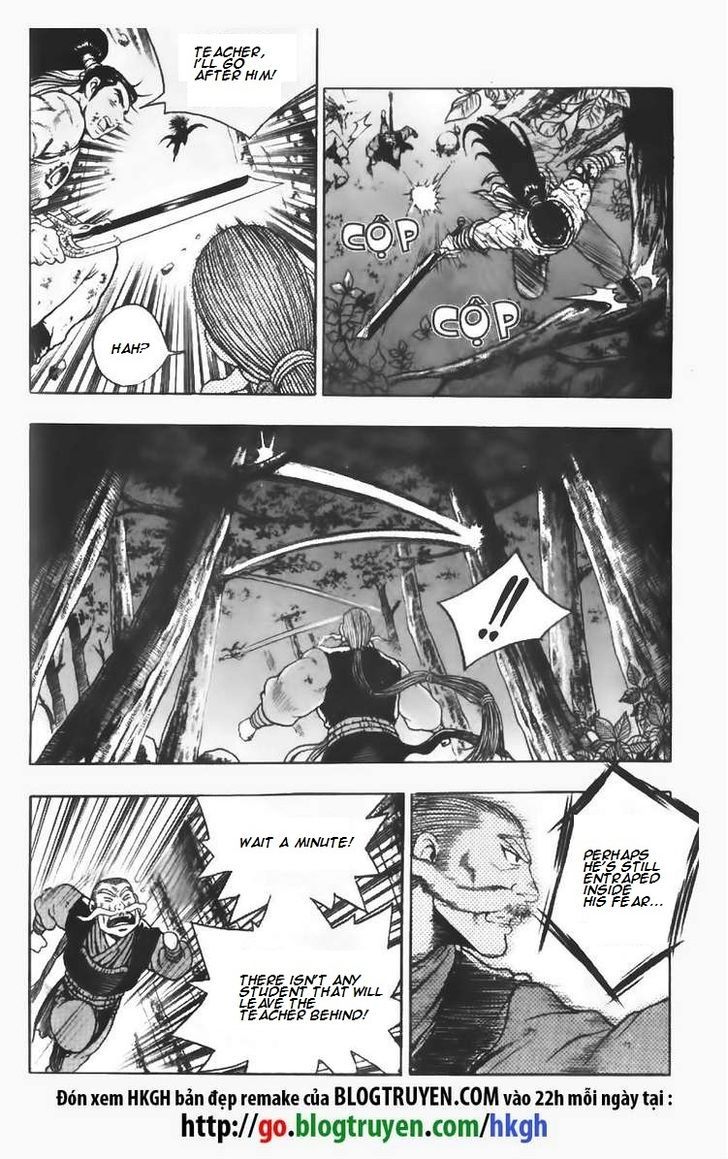 TEACHER,
I'LL GO
AFTER HIM!
HAH?
CỘP
CỘP
!!
WAIT A MINUTE!
THERE ISN'T ANY
STUDENT THAT WILL
LEAVE THE
TEACHER BEHIND!
PERHAPS
HE'S STILL
ENTRAPED
INSIDE
HIS FEAR...
Đón xem HKGH bản đẹp remake của BLOGTRUYEN.COM vào 22h mỗi ngày tại :
http://go.blogtruyen.com/hkgh